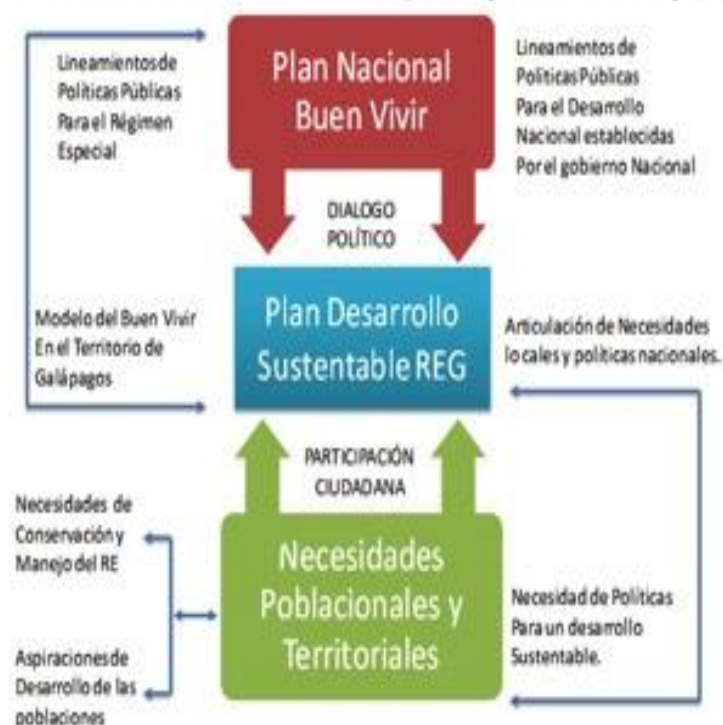 Plan Nacional
Buen Vivir
Lineamientos de
Políticas Públicas
Para el Régimen
Especial
Lineamientos de
Políticas Públicas
Para el Desarrollo
Nacional establecidas
Por el gobierno Nacional
DIALOGO
POLÍTICO
Plan Desarrollo
Sustentable REG
Modelo del Buen Vivir
En el Territorio de
Galápagos
Articulación de Necesidades
locales y políticas nacionales.
PARTICIPACIÓN
CIUDADANA
Necesidades
Poblacionales y
Territoriales
Necesidades de
Conservación y
Manejo del RE
Aspiraciones de
Desarrollo de las
poblaciones
Necesidad de Políticas
Para un desarrollo
Sustentable.